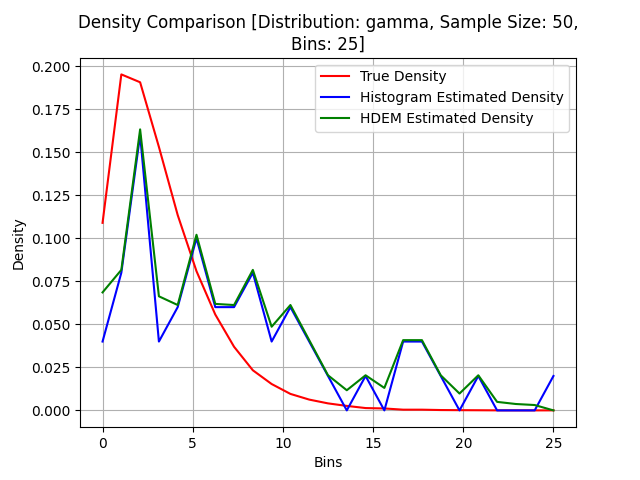 Density Comparison [Distribution: gamma, Sample Size: 50,
Bins: 25]
True Density
Histogram Estimated Density
HDEM Estimated Density
Density
0.200
0.175
0.150
0.125
0.100
0.075
0.050
0.025
0.000
0 5 10 15 20 25
Bins